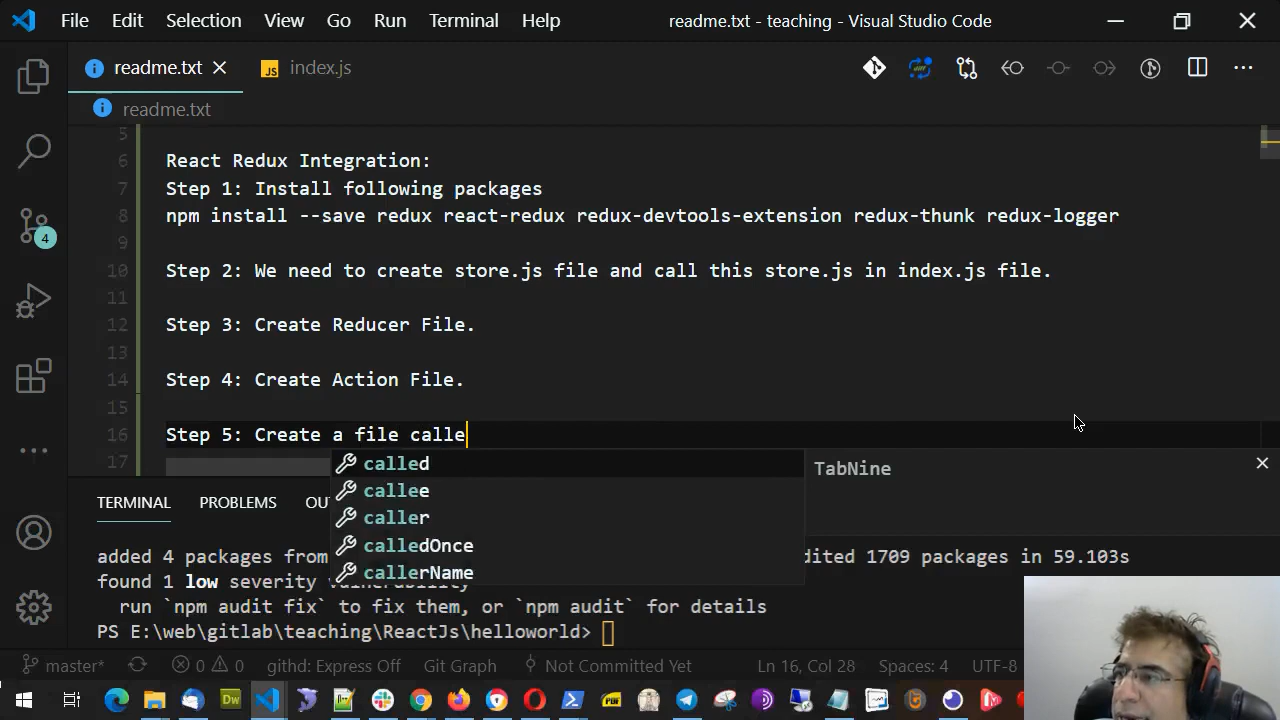 File Edit Selection View Go Run Terminal Help readme.txt - teaching - Visual Studio Code
readme.txt JS index.js
readme.txt
5
6 React Redux Integration:
7 Step 1: Install following packages
8 npm install --save redux react-redux redux-devtools-extension redux-thunk redux-logger
9
10 Step 2: We need to create store.js file and call this store.js in index.js file.
11
12 Step 3: Create Reducer File.
13
14 Step 4: Create Action File.
15
16 Step 5: Create a file calle
17
called TabNine
callee
caller
calledOnce
callerName
4
TERMINAL PROBLEMS OU
added 4 packages from dited 1709 packages in 59.103s
found 1 low severity
run `npm audit fix` to fix them, or `npm audit` for details
PS E:\web\gitlab\teaching\ReactJs\helloworld>
master* 0 0 githd: Express Off Git Graph Not Committed Yet Ln 16, Col 28 Spaces: 4 UTF-8
Dw